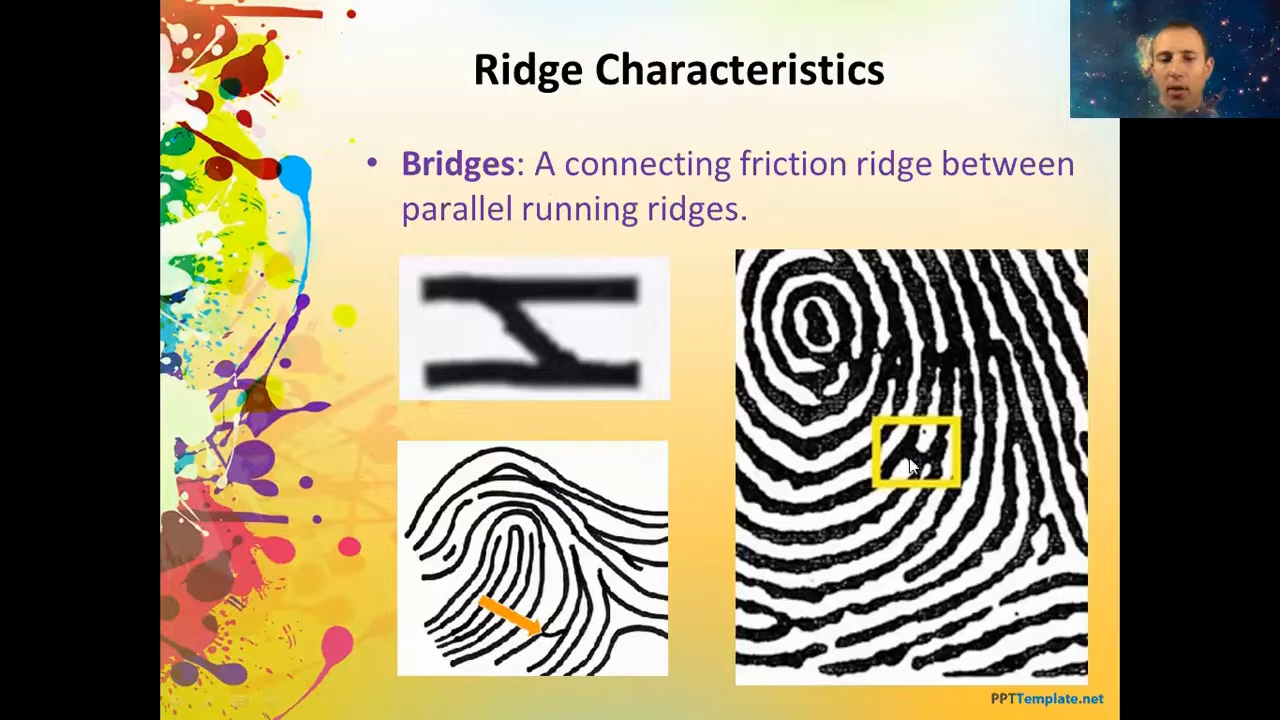 Ridge Characteristics
• Bridges: A connecting friction ridge between
parallel running ridges.
PPTTemplate.net